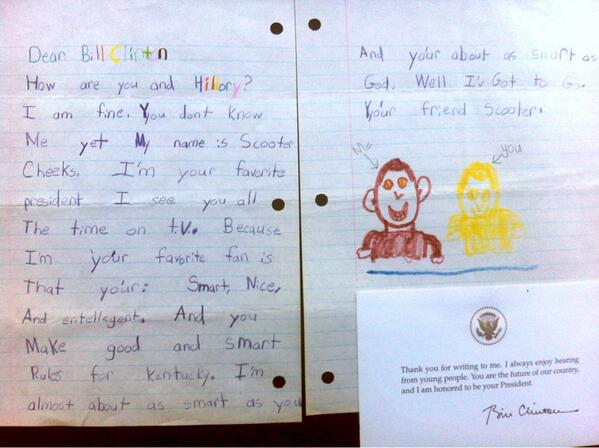 Dear Bill Clinton
How are you and Hillory?
I am fine. You dont know
Me yet My name is Scooter
Cheeks. I'm your favorite
president I see you all
The time on t.v. Because
I'm your favorite fan is
That your: Smart, Nice,
And entellegent. And you
Make good and smart
Rules for Kentucky. I'm
almost about as smart as you
And your about as smart as
God. Well I'v Got to Go.
Your friend Scooter.
Me
you
Thank you for writing to me. I always enjoy hearing
from young people. You are the future of our country,
and I am honored to be your President.
Bill Clinton